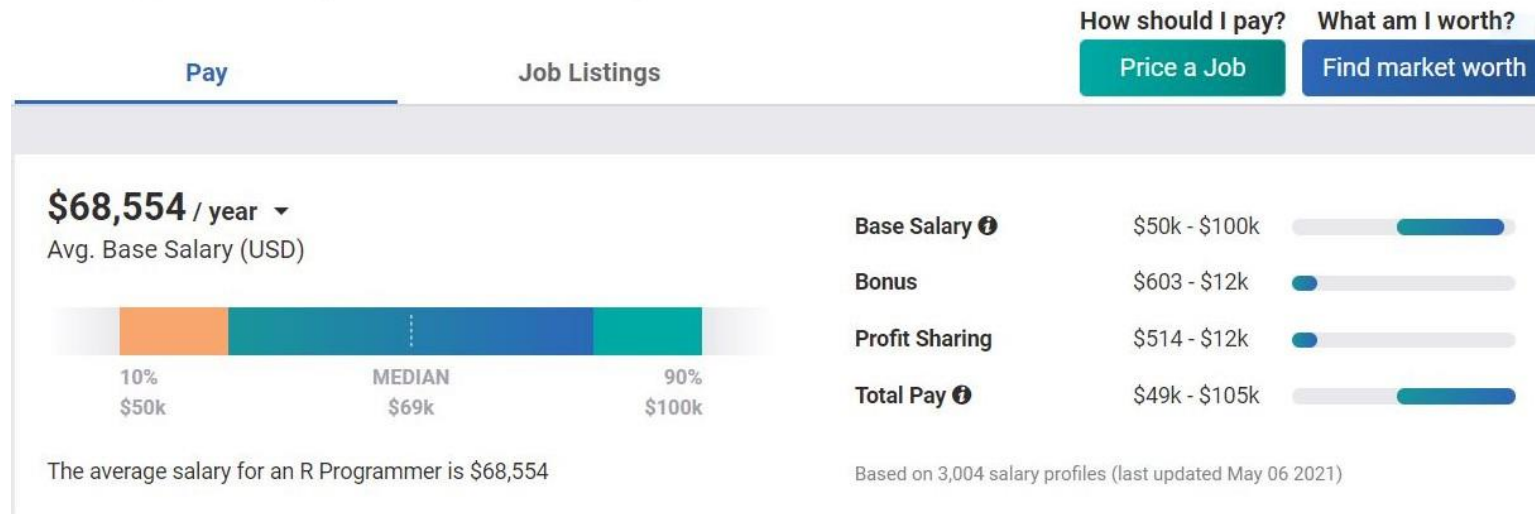 How should I pay? What am I worth?
Pay Job Listings Price a Job Find market worth
$68,554 / year
Avg. Base Salary (USD)
10% MEDIAN 90%
$50k $69k $100k
The average salary for an R Programmer is $68,554
Base Salary $50k - $100k
Bonus $603 - $12k
Profit Sharing $514 - $12k
Total Pay $49k - $105k
Based on 3,004 salary profiles (last updated May 06 2021)